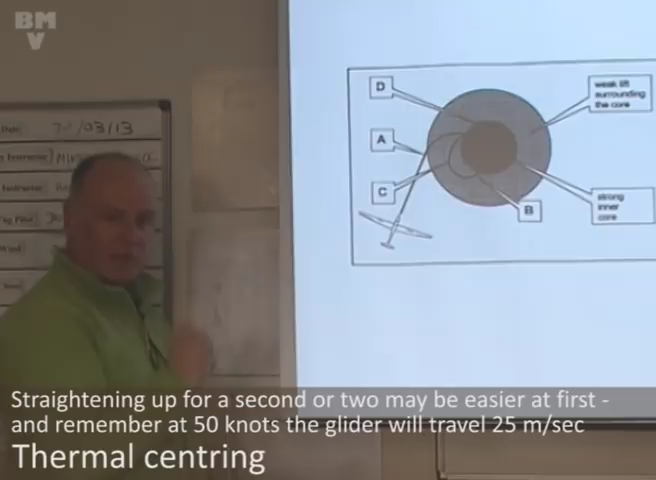 BM
V
D
weak lift
surrounding
the core
A
C
B
strong
inner
core
Straightening up for a second or two may be easier at first -
and remember at 50 knots the glider will travel 25 m/sec
Thermal centring